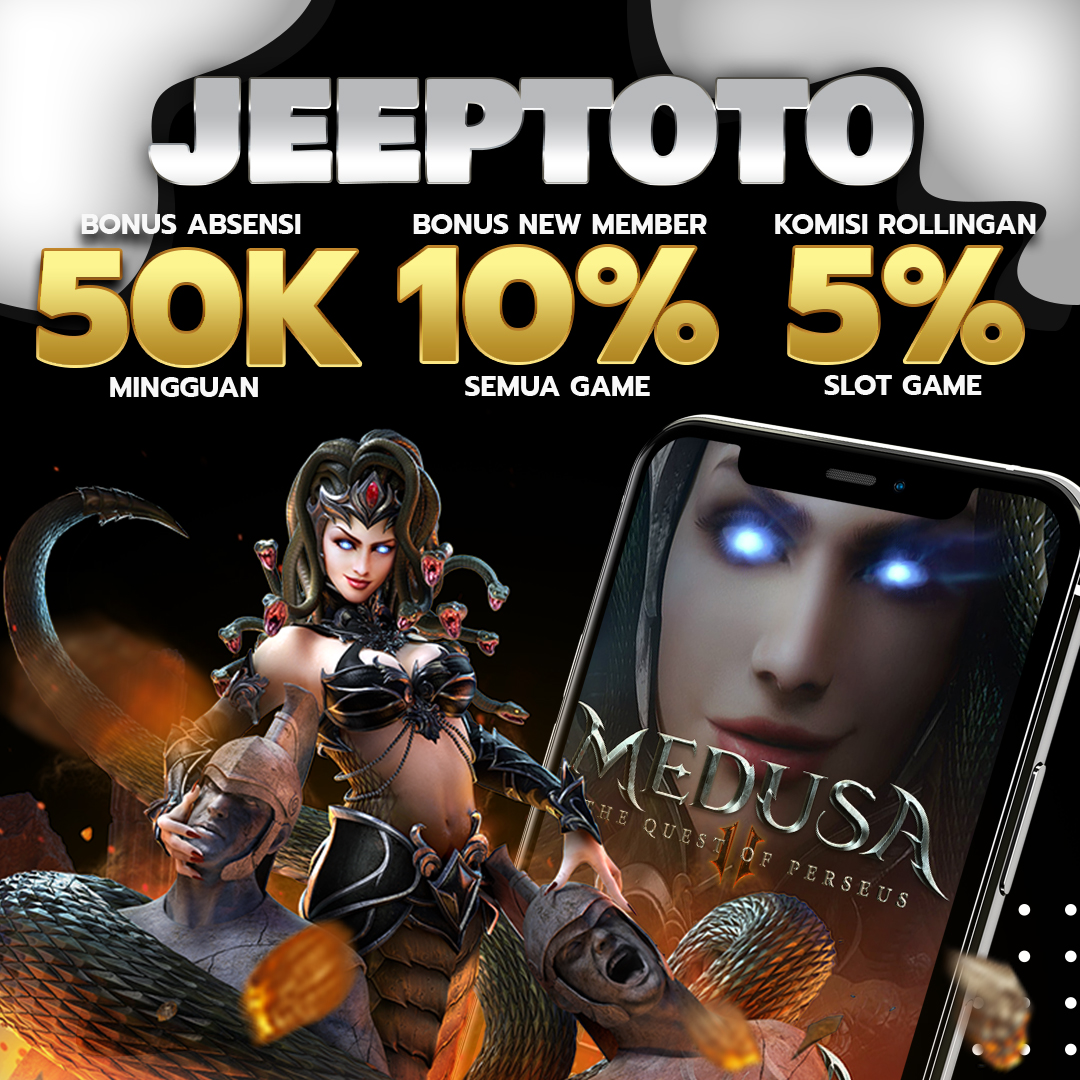 JEEPTOTO
BONUS ABSENSI
50K
MINGGUAN
BONUS NEW MEMBER
10%
SEMUA GAME
KOMISI ROLLINGAN
5%
SLOT GAME
MEDUSA
II
THE QUEST OF PERSEUS